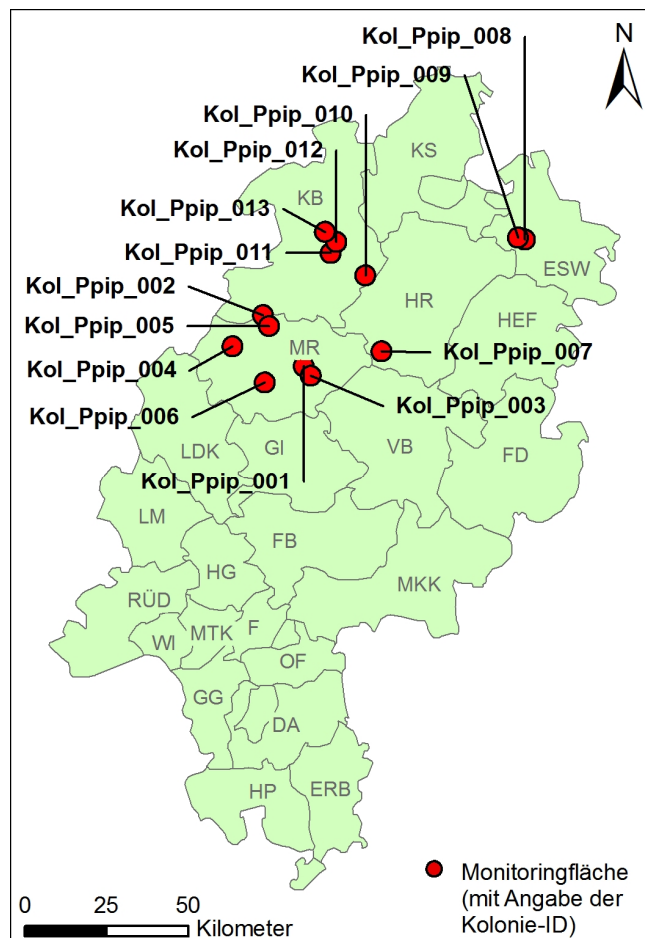 Kol_Ppip_008
N
Kol_Ppip_009
Kol_Ppip_010
Kol_Ppip_012
KS
KB
Kol_Ppip_013
Kol_Ppip_011
ESW
Kol_Ppip_002
HR
HEF
Kol_Ppip_005
MR
Kol_Ppip_007
Kol_Ppip_004
Kol_Ppip_003
Kol_Ppip_006
LDK
GI
VB
FD
Kol_Ppip_001
LM
FB
HG
MKK
RÜD
MTK
F
WI
OF
GG
DA
HP
ERB
Monitoringfläche
(mit Angabe der
Kolonie-ID)
0 25 50
Kilometer